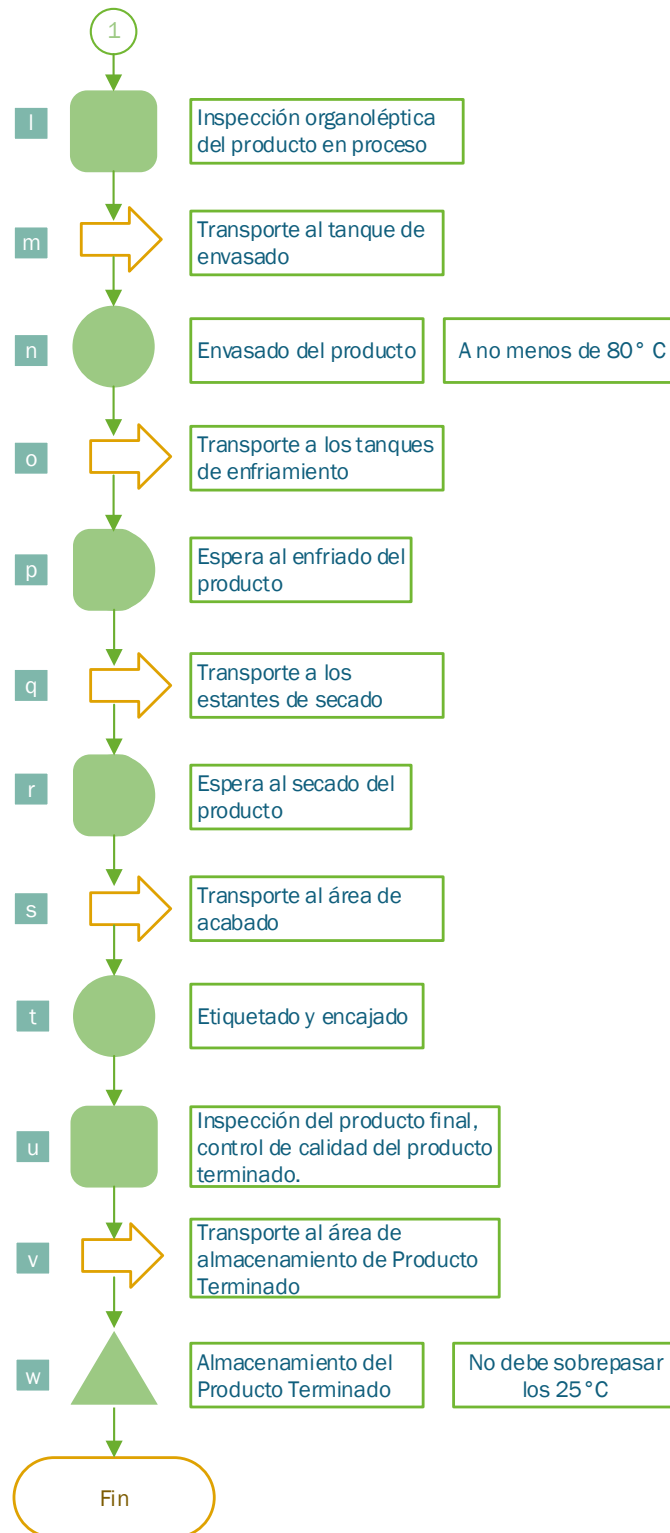 1
l
Inspección organoléptica
del producto en proceso
m
Transporte al tanque de
envasado
n
Envasado del producto
A no menos de 80° C
o
Transporte a los tanques
de enfriamiento
p
Espera al enfriado del
producto
q
Transporte a los
estantes de secado
r
Espera al secado del
producto
s
Transporte al área de
acabado
t
Etiquetado y encajado
u
Inspección del producto final,
control de calidad del producto
terminado.
v
Transporte al área de
almacenamiento de Producto
Terminado
w
Almacenamiento del
Producto Terminado
No debe sobrepasar
los 25°C
Fin